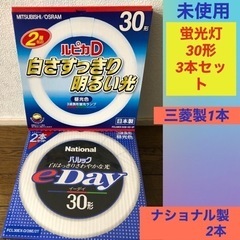 未使用
蛍光灯
30形
3本セッ
ト
三菱製1本
ナショナル製
2本
MITSUBISHI/OSRAM
30形
2倍
ルピカD
白さすっきり
明るい光
昼光色
日本製
2本
National
パルック
e-Day
30形